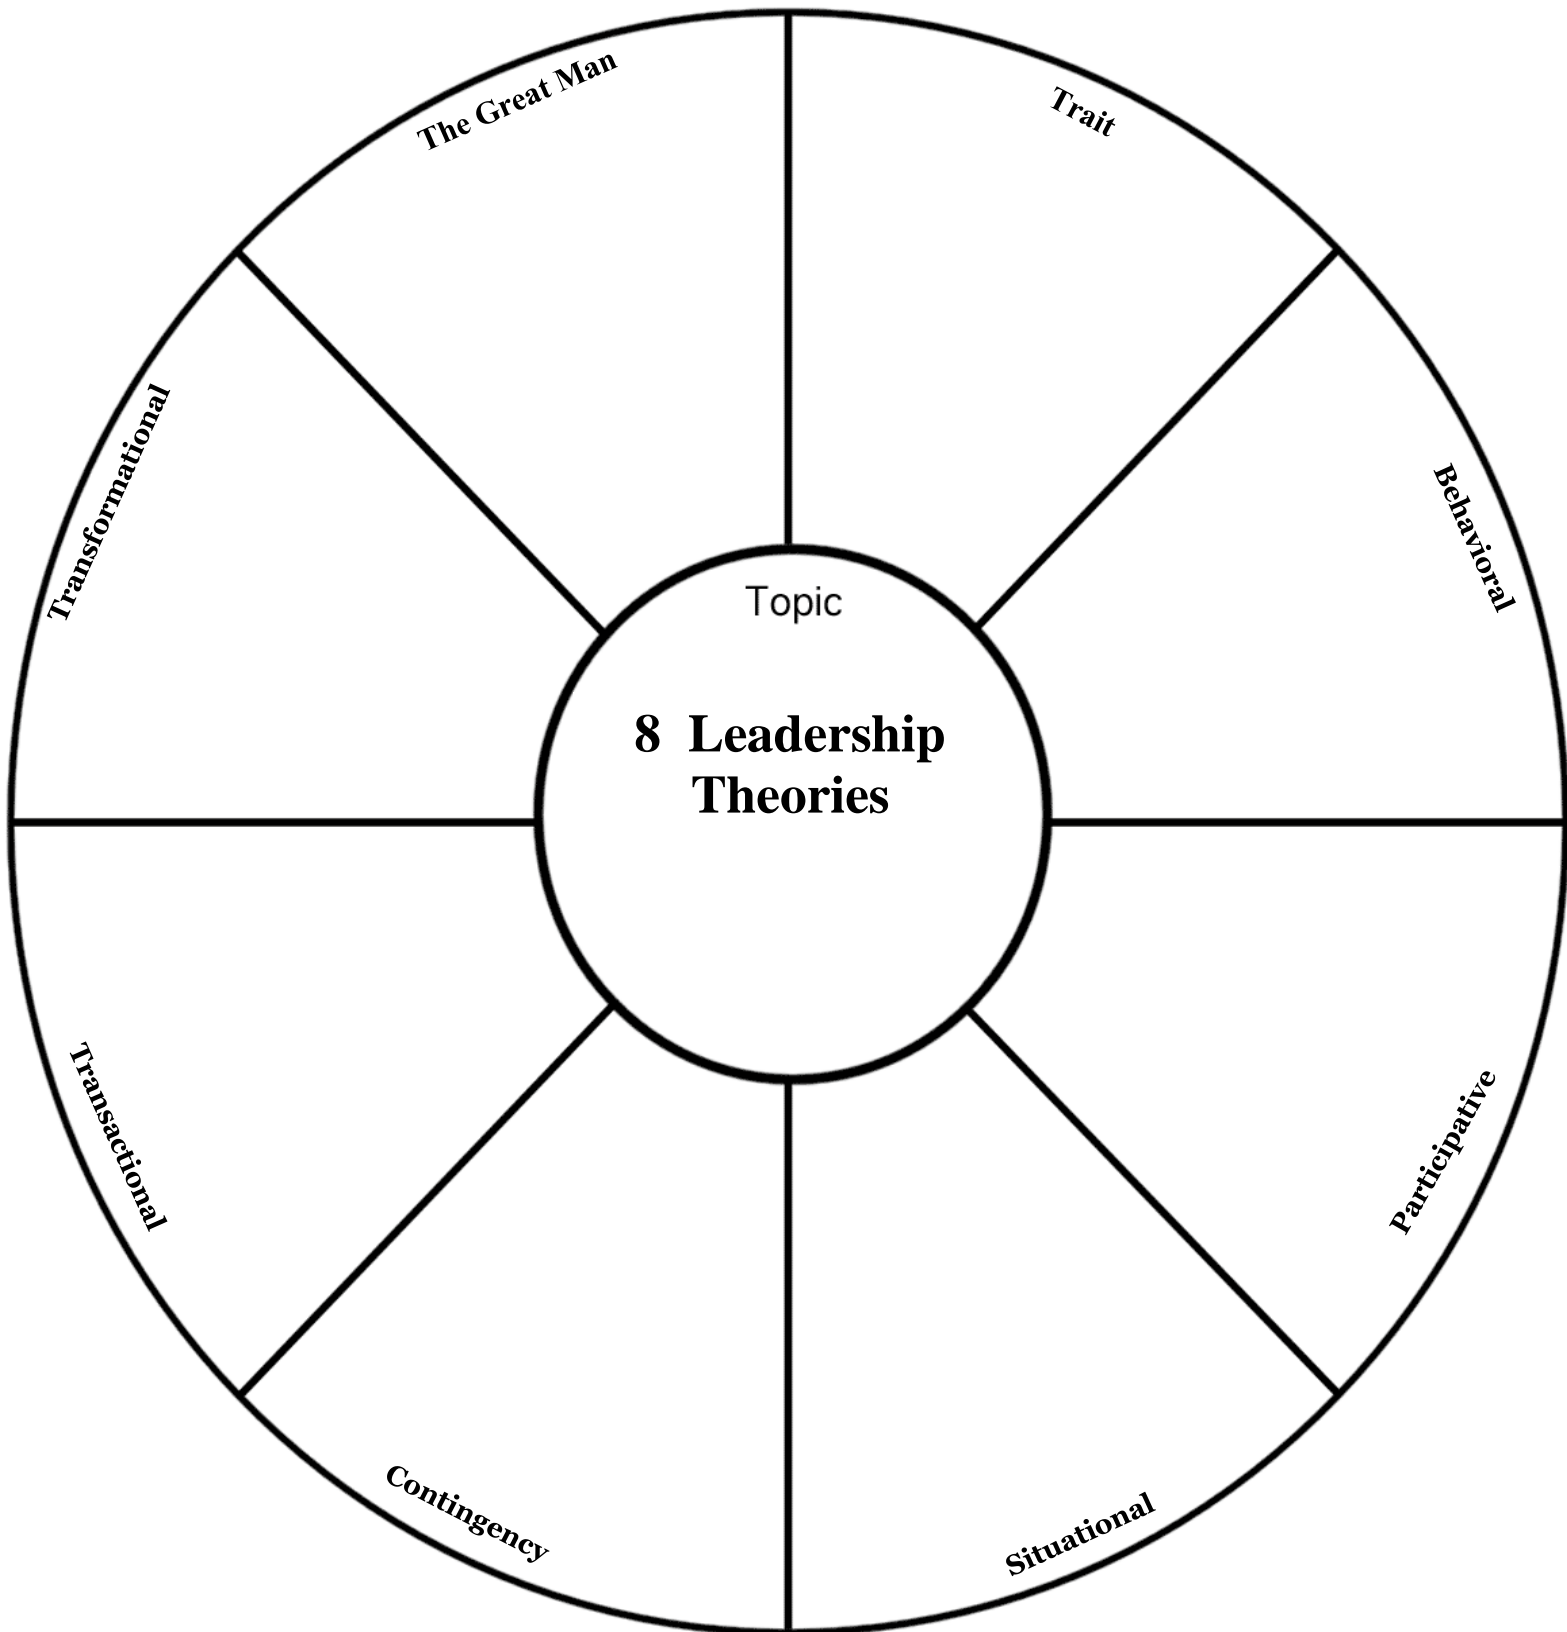 The Great Man
Trait
Transformational
Behavioral
Topic
8 Leadership
Theories
Transactional
Participative
Contingency
Situational